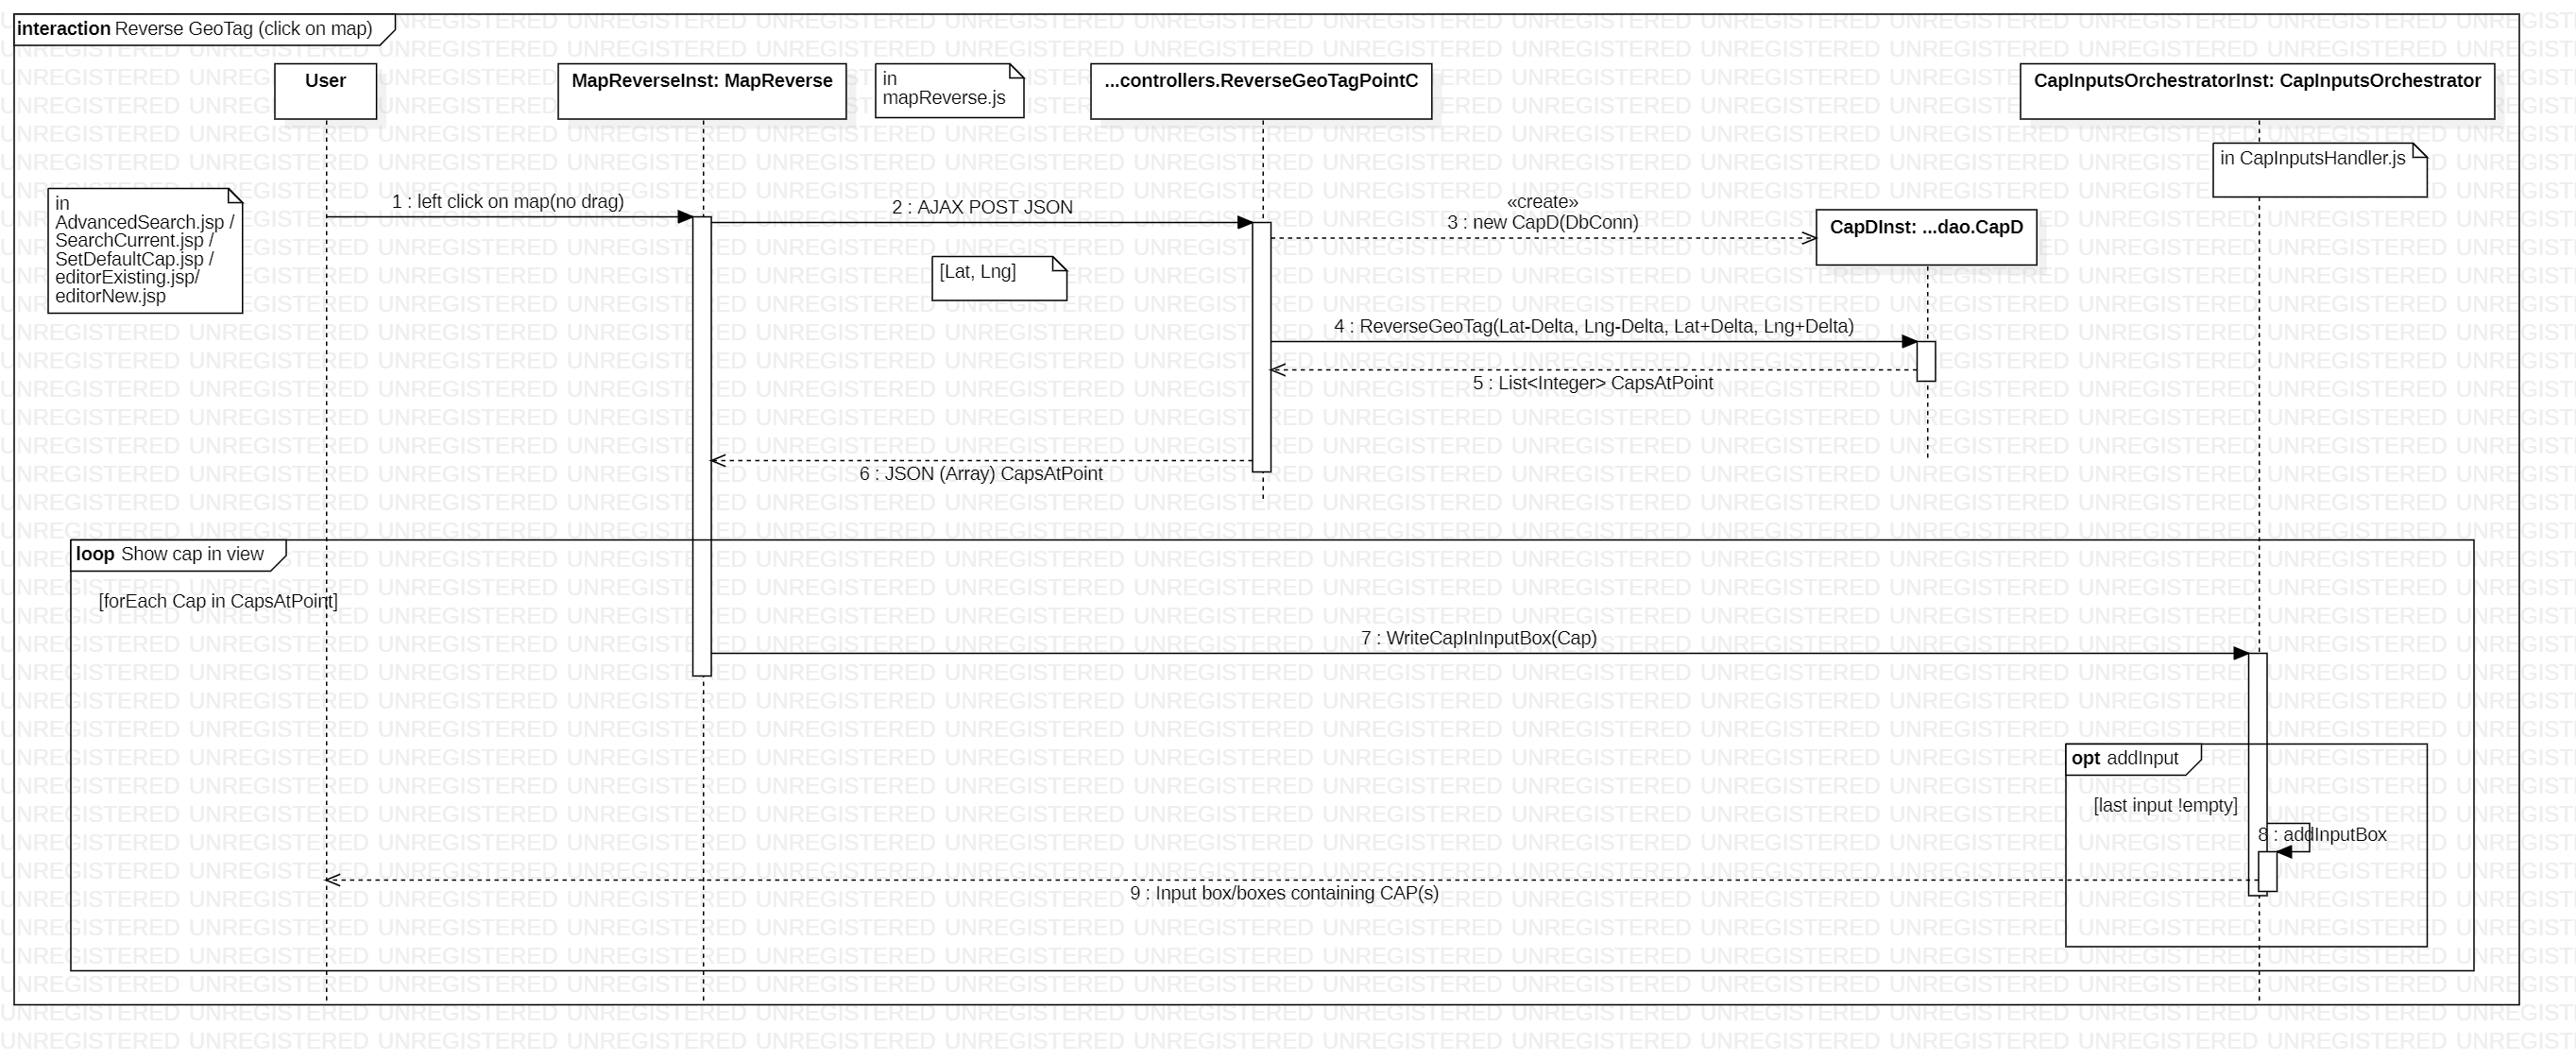 interaction Reverse GeoTag (click on map)
User
MapReverseInst: MapReverse
in
mapReverse.js
...controllers.ReverseGeoTagPointC
CapInputsOrchestratorInst: CapInputsOrchestrator
in CapInputsHandler.js
in
AdvancedSearch.jsp /
SearchCurrent.jsp /
SetDefaultCap.jsp /
editorExisting.jsp/
editorNew.jsp
1 : left click on map(no drag)
2 : AJAX POST JSON
«create»
3 : new CapD(DbConn)
CapDInst: ...dao.CapD
[Lat, Lng]
4 : ReverseGeoTag(Lat-Delta, Lng-Delta, Lat+Delta, Lng+Delta)
5 : List<Integer> CapsAtPoint
6 : JSON (Array) CapsAtPoint
loop Show cap in view
[forEach Cap in CapsAtPoint]
7 : WriteCapInInputBox(Cap)
opt addInput
[last input !empty]
8 : addInputBox
9 : Input box/boxes containing CAP(s)
UNREGISTERED